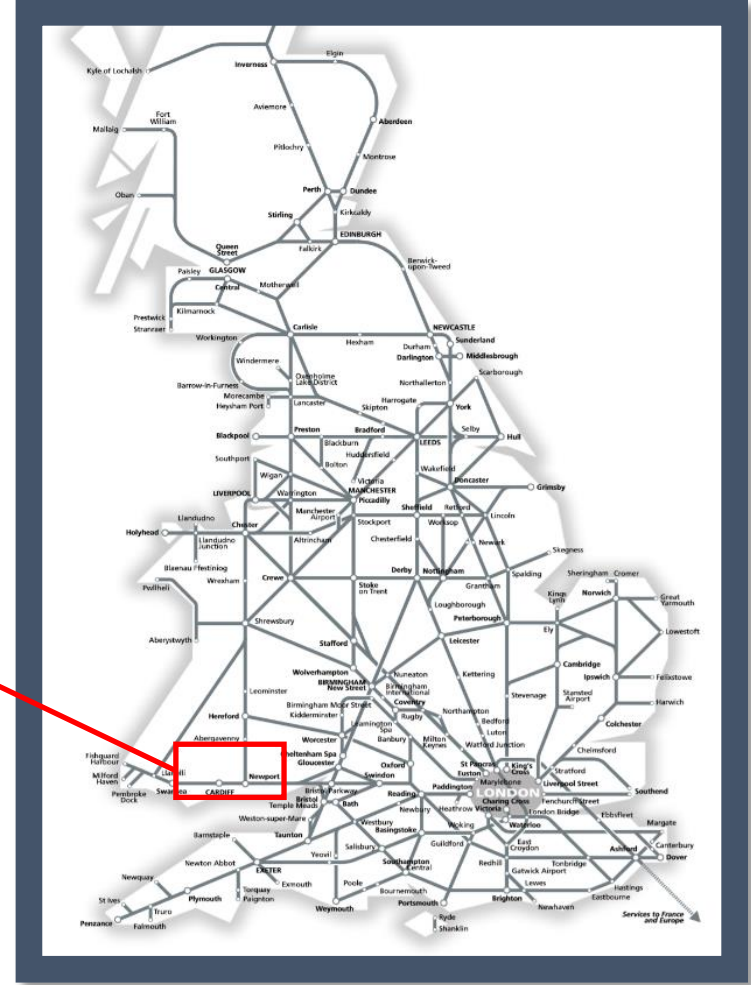 Elgin
Inverness
Kyle of Lochalsh
Aviemore
Fort
William
Aberdeen
Mallaig
Pitlochry
Montrose
Perth
Dundee
Oban
Stirling
Kirkcaldy
EDINBURGH
Queen
Street
Falkirk
Berwick-
upon-Tweed
Paisley
GLASGOW
Central
Motherwell
Prestwick
Kilmarnock
Stranraer
Carlisle
NEWCASTLE
Workington
Hexham
Durham
Sunderland
Darlington
Middlesbrough
Windermere
Oxenholme
Lake District
Scarborough
Barrow-in-Furness
Northallerton
Morecambe
Heysham Port
Lancaster
Harrogate
Skipton
York
Blackpool
Preston
Bradford
Selby
Blackburn
LEEDS
Hull
Southport
Huddersfield
Bolton
Wakefield
Wigan
Victoria
Doncaster
LIVERPOOL
Warrington
MANCHESTER
Piccadilly
Grimsby
Manchester
Airport
Sheffield
Retford
Lincoln
Llandudno
Chester
Stockport
Worksop
Holyhead
Llandudno
Junction
Altrincham
Chesterfield
Newark
Skegness
Blaenau Ffestiniog
Wrexham
Crewe
Stoke
on Trent
Derby
Nottingham
Grantham
Spalding
Sheringham
Cromer
Pwllheli
Kings
Lynn
Norwich
Great
Yarmouth
Loughborough
Shrewsbury
Peterborough
Ely
Lowestoft
Aberystwyth
Stafford
Leicester
Wolverhampton
BIRMINGHAM
New Street
Nuneaton
Birmingham
International
Kettering
Cambridge
Ipswich
Felixstowe
Leominster
Birmingham Moor Street
Coventry
Stevenage
Stansted
Airport
Harwich
Hereford
Kidderminster
Rugby
Northampton
Leamington
Spa
Bedford
Colchester
Abergavenny
Worcester
Banbury
Milton
Keynes
Luton
Cheltenham Spa
Gloucester
Watford Junction
Chelmsford
Fishguard
Harbour
Llanelli
Newport
Oxford
St Pancras
King's
Cross
Stratford
Milford
Haven
Swindon
Euston
Marylebone
Liverpool Street
Pembroke
Dock
Swansea
CARDIFF
Bristol Parkway
Bristol
Temple Meads
Bath
Reading
Paddington
LONDON
Fenchurch Street
Southend
Newbury
Heathrow
Victoria
Charing Cross
London Bridge
Ebbsfleet
Weston-super-Mare
Westbury
Basingstoke
Woking
Waterloo
Margate
Barnstaple
Taunton
Salisbury
Guildford
East
Croydon
Canterbury
Ashford
Dover
Newton Abbot
Yeovil
Southampton
Central
Redhill
Tonbridge
Gatwick Airport
EXETER
Newquay
Torquay
Paignton
Exmouth
Poole
Bournemouth
Lewes
Hastings
Eastbourne
St Ives
Truro
Plymouth
Weymouth
Portsmouth
Brighton
Newhaven
Penzance
Falmouth
Ryde
Shanklin
Services to France
and Europe